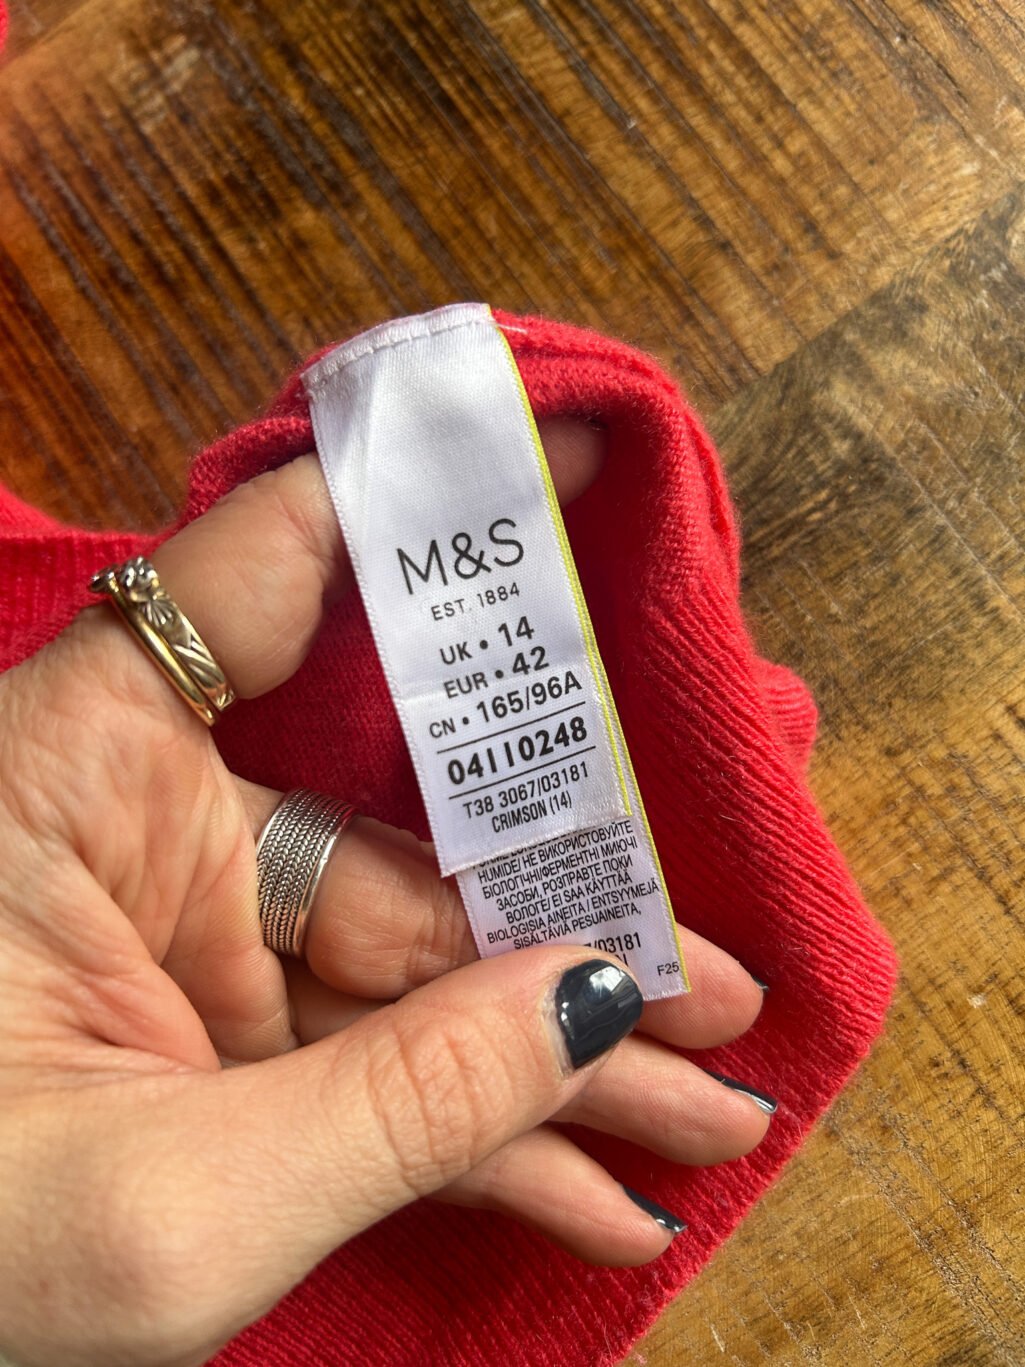 M&S
EST. 1884
UK • 14
EUR • 42
CN • 165/96A
04110248
T38 3067/03181
CRIMSON (14)
HUMIDE/ НЕ ВИКОРИСТОВУЙТЕ
БІОЛОГІЧНІ/ФЕРМЕНТНІ МИЮЧІ
ЗАСОБИ, РОЗПРАВТЕ ПОКИ
ВОЛОГЕ/ EI SAA KÄYTTÄÄ
BIOLOGISIA AINEITA / ENTSYYMEJÄ
SISÄLTÄVIÄ PESUAINEITA,
/03181
F25